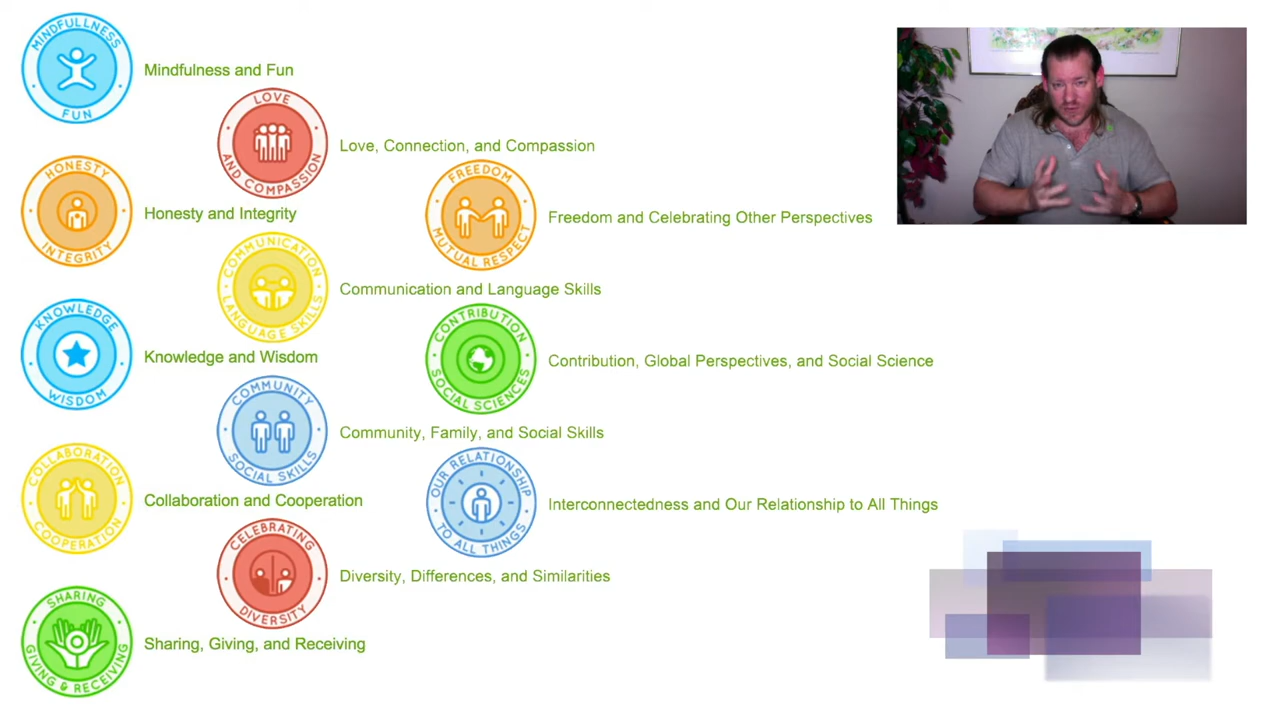 MINDFULLNESS
FUN
Mindfulness and Fun
LOVE
AND COMPASSION
Love, Connection, and Compassion
HONESTY
INTEGRITY
Honesty and Integrity
FREEDOM
MUTUAL RESPECT
Freedom and Celebrating Other Perspectives
COMMUNICATION
LANGUAGE SKILLS
Communication and Language Skills
KNOWLEDGE
WISDOM
Knowledge and Wisdom
CONTRIBUTION
SOCIAL SCIENCES
Contribution, Global Perspectives, and Social Science
COMMUNITY
SOCIAL SKILLS
Community, Family, and Social Skills
COLLABORATION
COOPERATION
Collaboration and Cooperation
OUR RELATIONSHIP
TO ALL THINGS
Interconnectedness and Our Relationship to All Things
CELEBRATING
DIVERSITY
Diversity, Differences, and Similarities
SHARING
GIVING & RECEIVING
Sharing, Giving, and Receiving